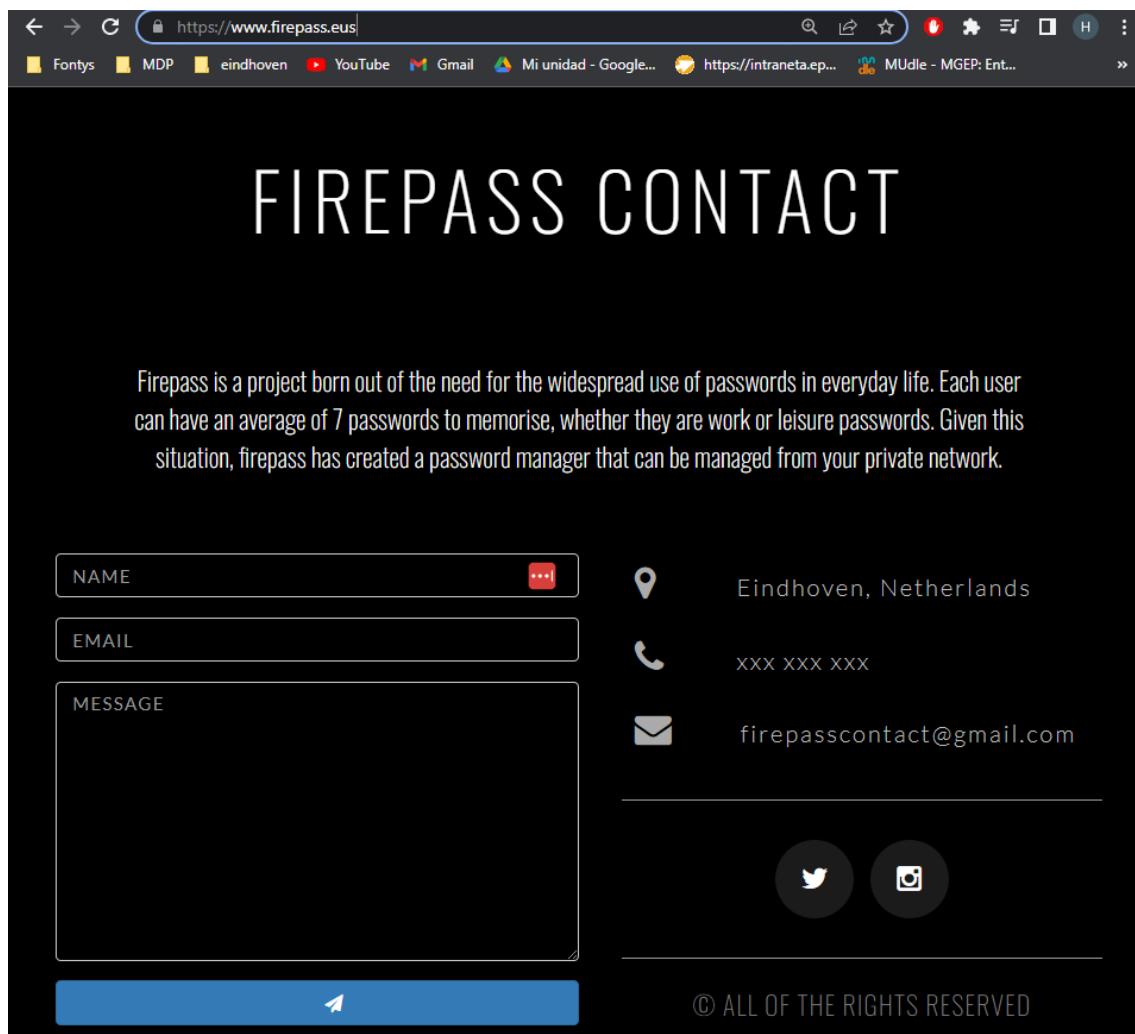 https://www.firepass.eus
H
Fontys MDP eindhoven YouTube Gmail Mi unidad - Google... https://intraneta.ep... MUdle - MGEP: Ent... »
FIREPASS CONTACT
Firepass is a project born out of the need for the widespread use of passwords in everyday life. Each user
can have an average of 7 passwords to memorise, whether they are work or leisure passwords. Given this
situation, firepass has created a password manager that can be managed from your private network.
NAME
EMAIL
MESSAGE
Eindhoven, Netherlands
xxx xxx xxx
firepasscontact@gmail.com
© ALL OF THE RIGHTS RESERVED